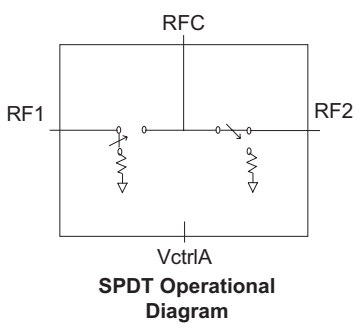 RFC
RF1
RF2
VctrlA
SPDT Operational
Diagram